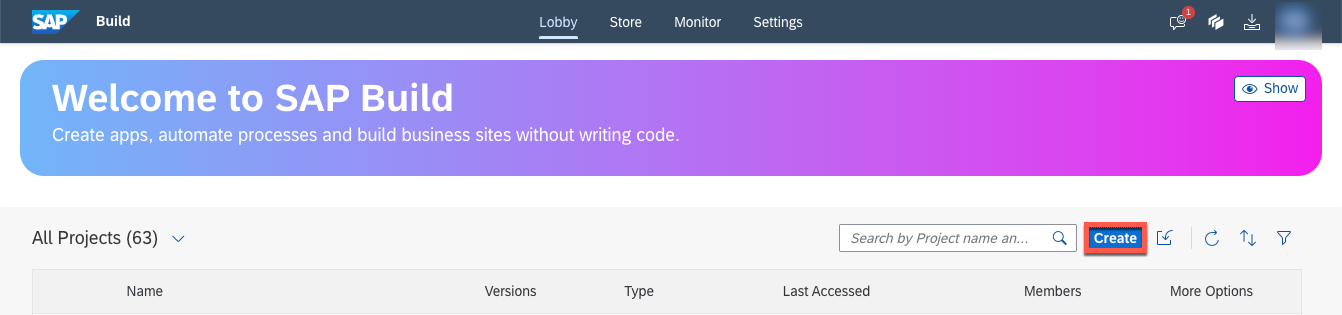 SAP Build Lobby Store Monitor Settings 1
Welcome to SAP Build Show
Create apps, automate processes and build business sites without writing code.
All Projects (63) Search by Project name an... Create
Name Versions Type Last Accessed Members More Options